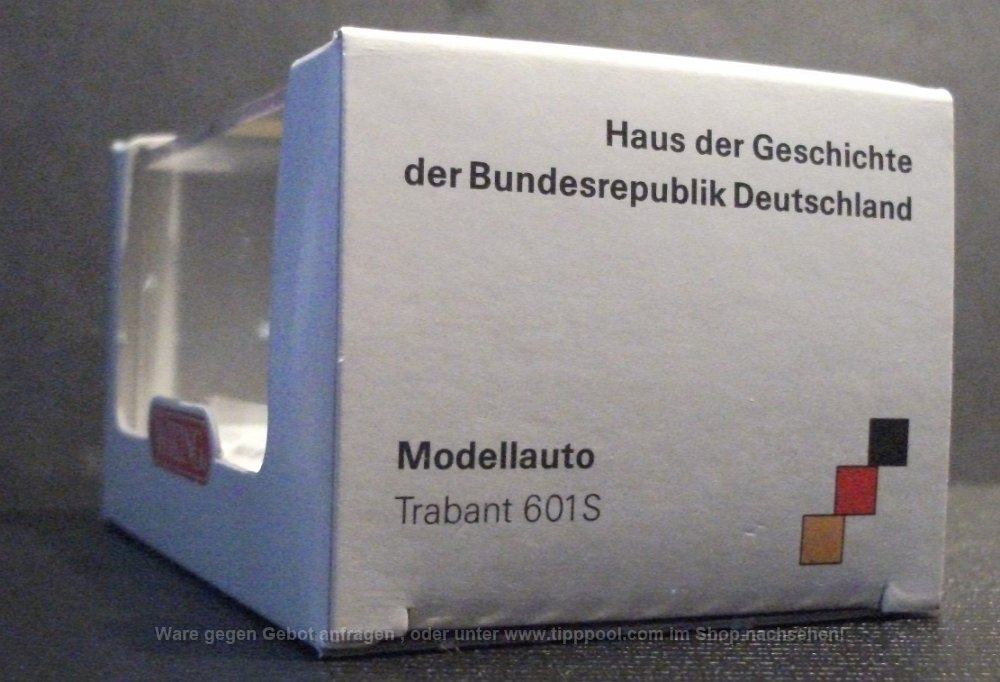 Haus der Geschichte
der Bundesrepublik Deutschland
Modellauto
Trabant 601S
Ware gegen Gebot anfragen , oder unter www.tipppool.com im Shop nachsehen!